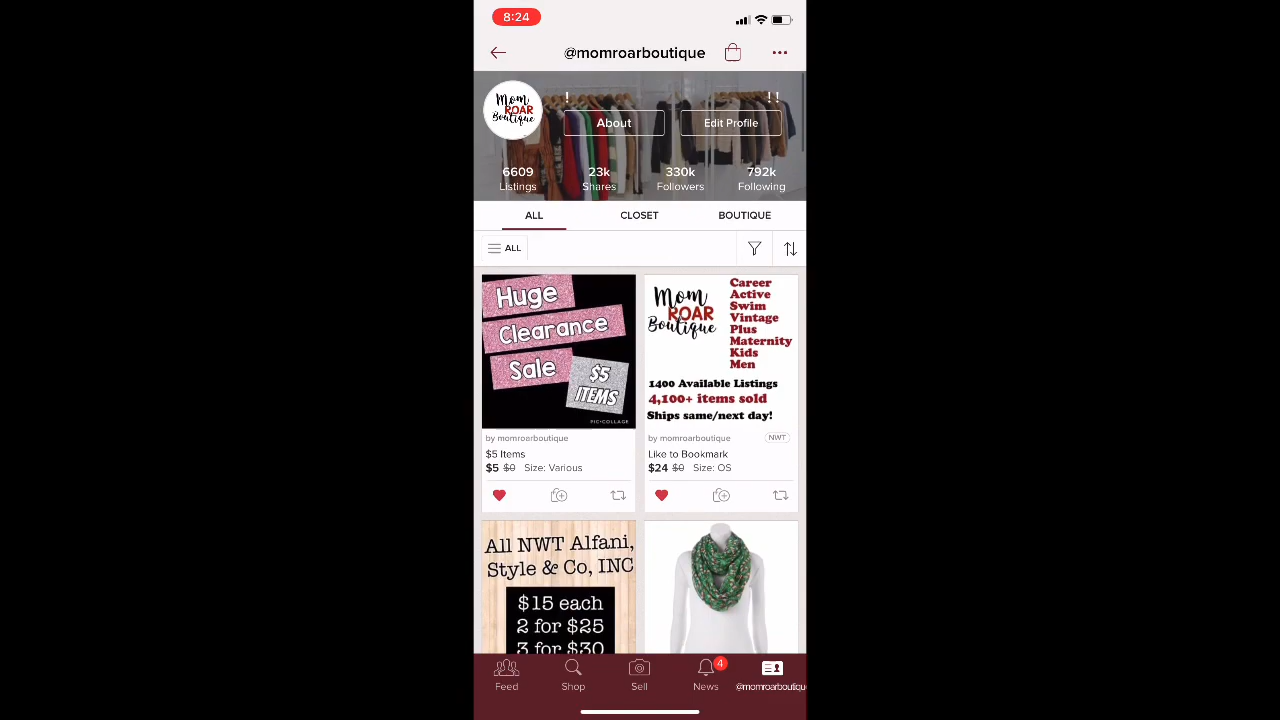 8:24
@momroarboutique
Mom
ROAR
Boutique
!
!!
About
Edit Profile
6609
Listings
23k
Shares
330k
Followers
792k
Following
ALL
CLOSET
BOUTIQUE
ALL
Huge
Clearance
Sale
$5
ITEMS
PIC•COLLAGE
by momroarboutique
$5 Items
$5 $0 Size: Various
Mom
ROAR
Boutique
Career
Active
Swim
Vintage
Plus
Maternity
Kids
Men
1400 Available Listings
4,100+ items sold
Ships same/next day!
by momroarboutique
NWT
Like to Bookmark
$24 $0 Size: OS
All NWT Alfani,
Style & Co, INC
$15 each
2 for $25
3 for $30
Feed
Shop
Sell
4
News
@momroarboutiqu